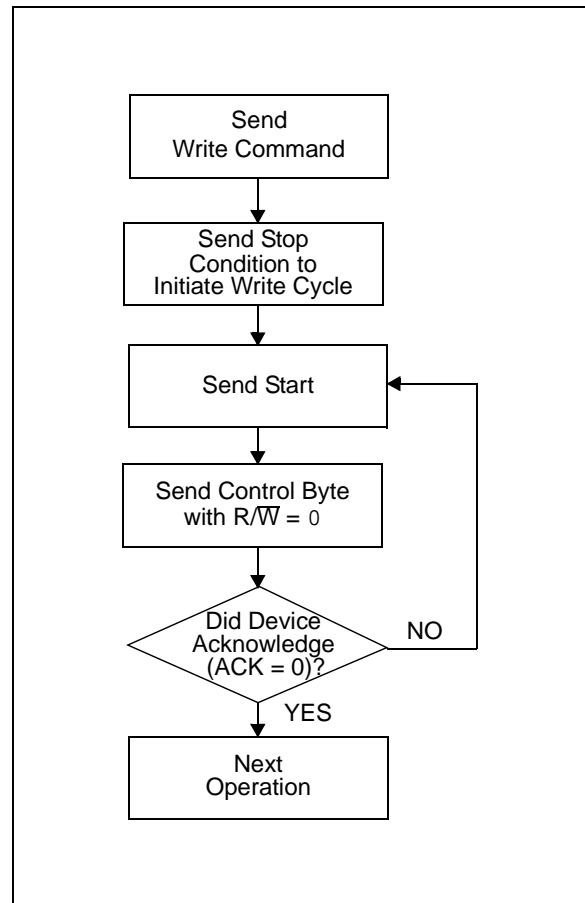 Send
Write Command
Send Stop
Condition to
Initiate Write Cycle
Send Start
Send Control Byte
with R/W̅ = 0
Did Device
Acknowledge
(ACK = 0)?
NO
YES
Next
Operation